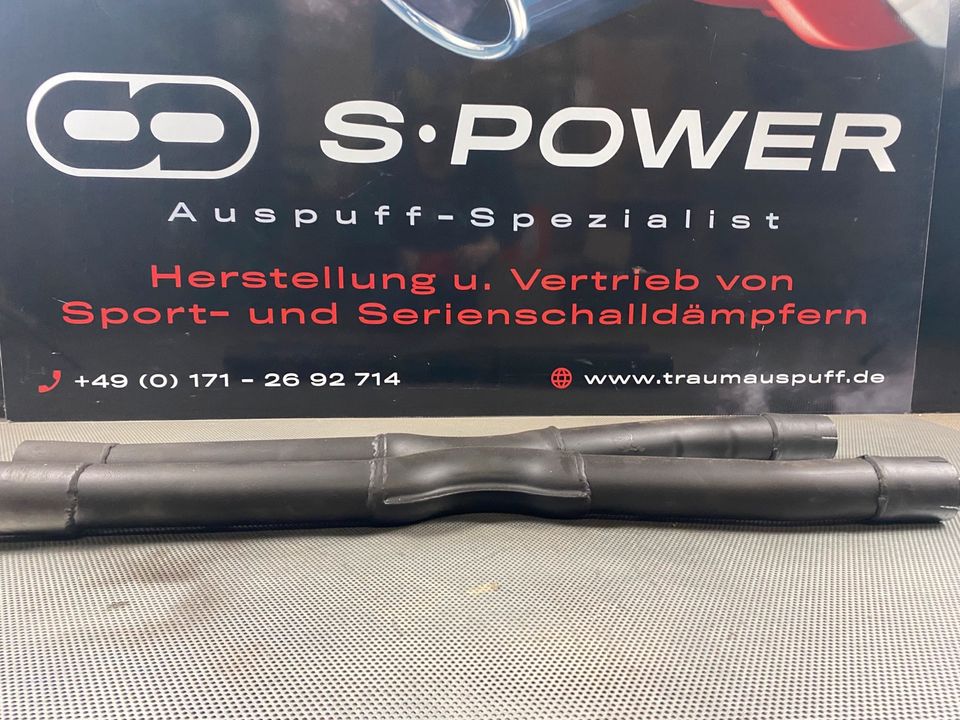 S·POWER
Auspuff-Spezialist
Herstellung u. Vertrieb von
Sport- und Serienschalldämpfern
+49 (0) 171 - 26 92 714
www.traumauspuff.de